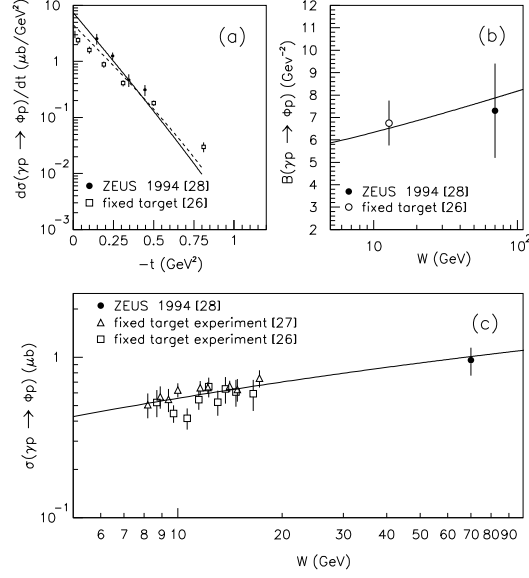 dσ(γp → Φp)/dt (μb/GeV²)
10
1
10⁻¹
10⁻²
10⁻³
(a)
ZEUS 1994 [28]
fixed target [26]
0 0.25 0.5 0.75 1
−t (GeV²)
B(γp → Φp) (GeV⁻²)
12
11
10
9
8
7
6
5
4
3
2
(b)
ZEUS 1994 [28]
fixed target [26]
10 10²
W (GeV)
σ(γp → Φp) (μb)
1
10⁻¹
ZEUS 1994 [28]
fixed target experiment [27]
fixed target experiment [26]
(c)
6 7 8 9 10 20 30 40 50 60 70 80 90
W (GeV)